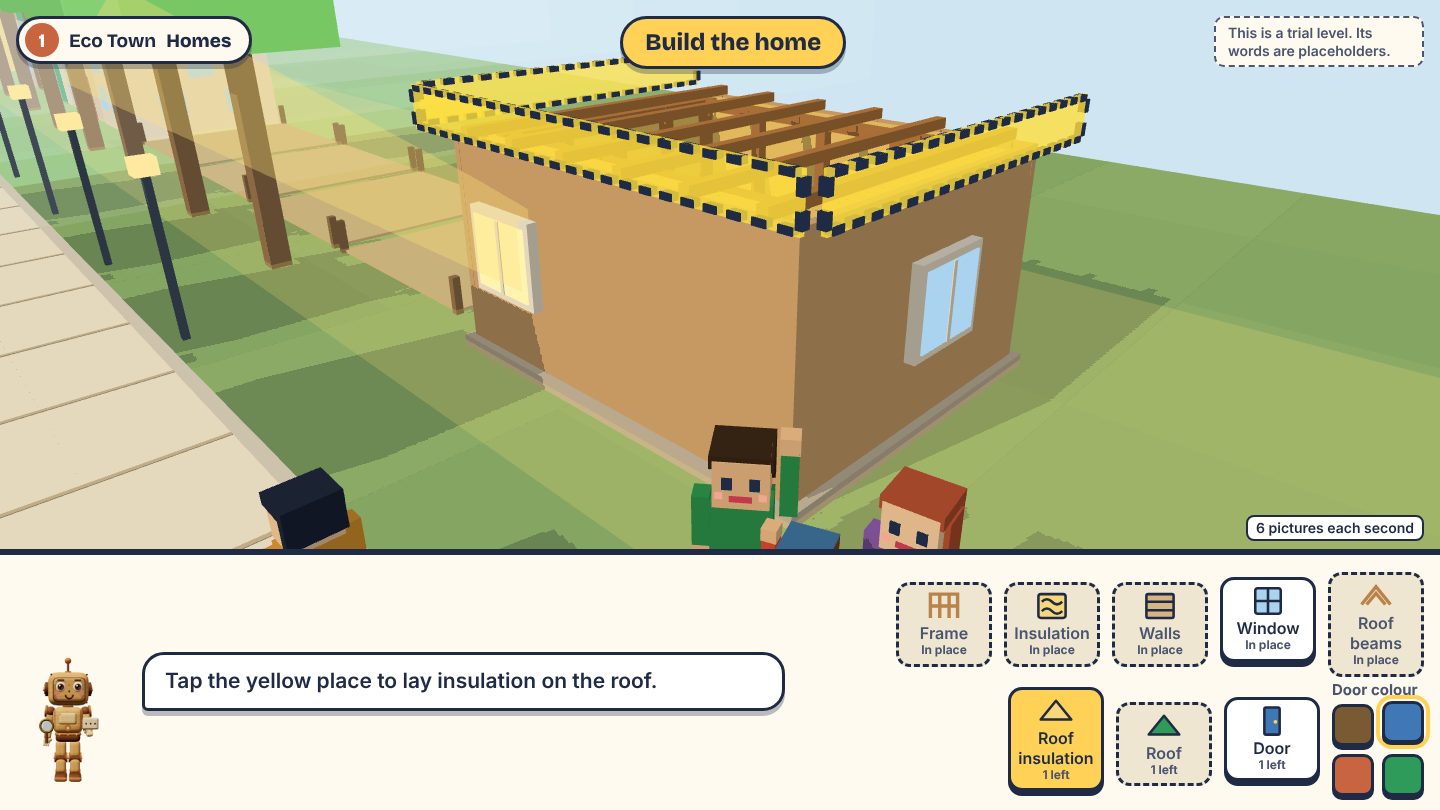 1 Eco Town Homes
Build the home
This is a trial level. Its
words are placeholders.
6 pictures each second
Tap the yellow place to lay insulation on the roof.
Frame
In place
Insulation
In place
Walls
In place
Window
In place
Roof
beams
In place
Roof
insulation
1 left
Roof
1 left
Door
1 left
Door colour